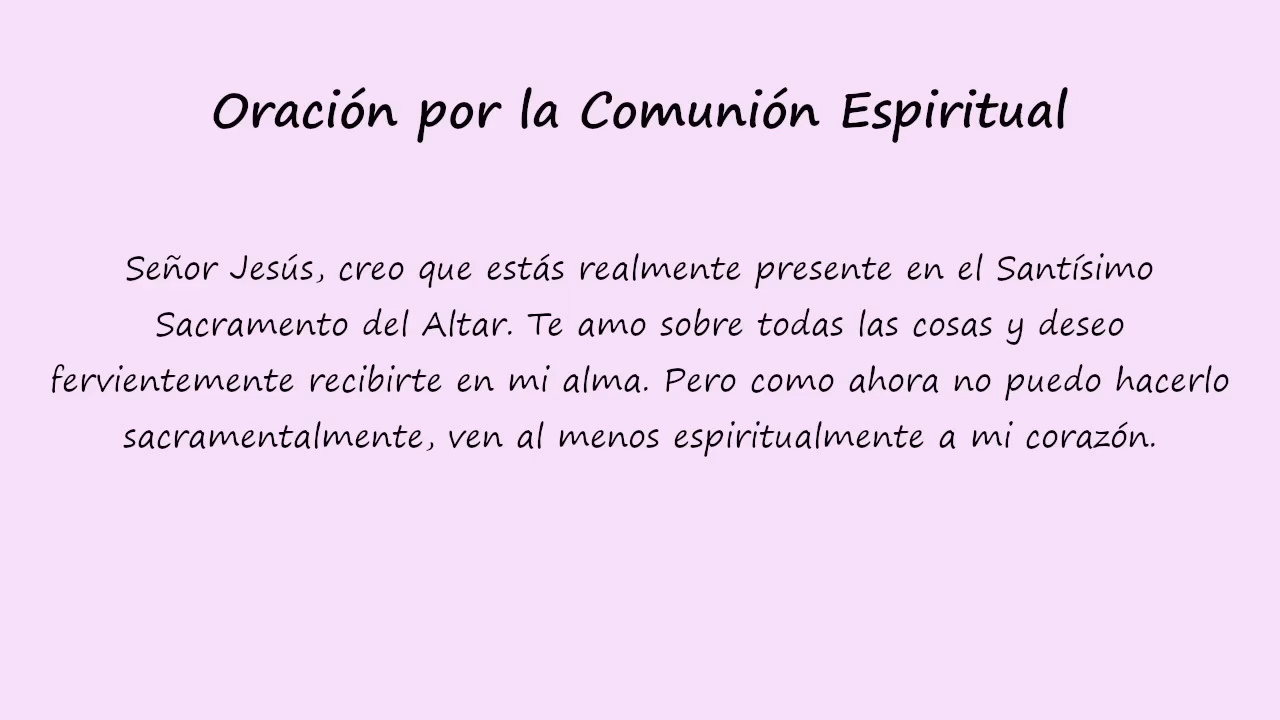 Oración por la Comunión Espiritual
Señor Jesús, creo que estás realmente presente en el Santísimo
Sacramento del Altar. Te amo sobre todas las cosas y deseo
fervientemente recibirte en mi alma. Pero como ahora no puedo hacerlo
sacramentalmente, ven al menos espiritualmente a mi corazón.